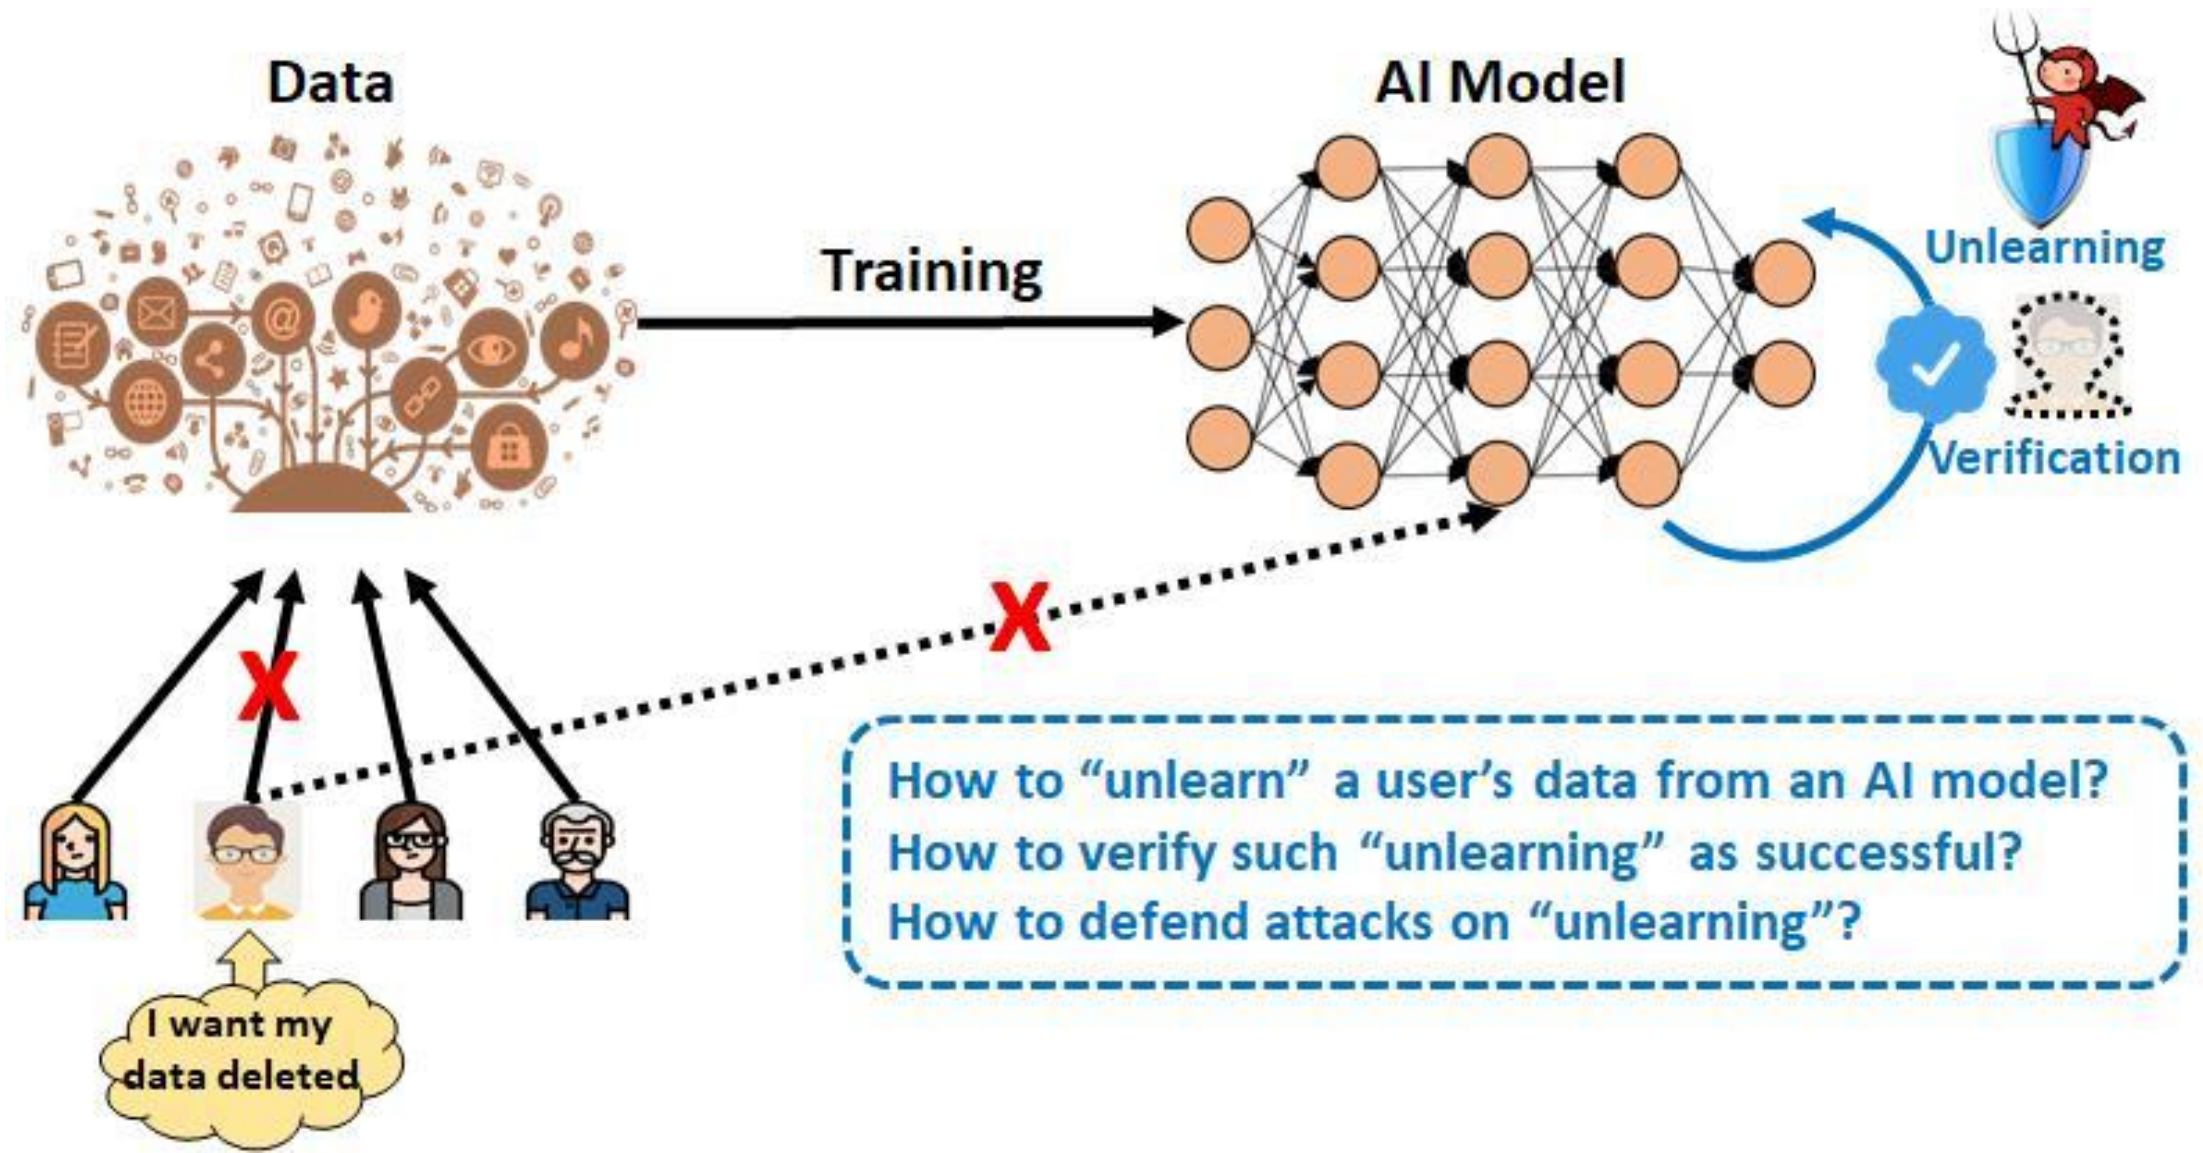 Data
AI Model
Training
Unlearning
Verification
How to “unlearn” a user’s data from an AI model?
How to verify such “unlearning” as successful?
How to defend attacks on “unlearning”?
I want my
data deleted
@
X
X